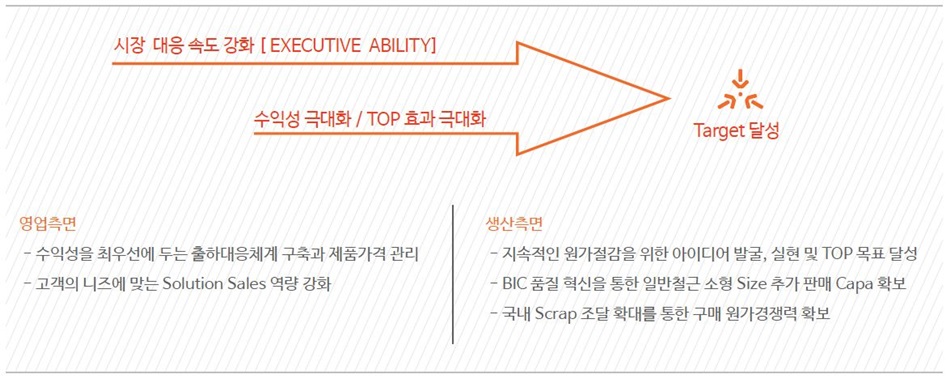 시장 대응 속도 강화 [ EXECUTIVE ABILITY]
수익성 극대화 / TOP 효과 극대화
Target 달성
영업측면
- 수익성을 최우선에 두는 출하대응체계 구축과 제품가격 관리
- 고객의 니즈에 맞는 Solution Sales 역량 강화
생산측면
- 지속적인 원가절감을 위한 아이디어 발굴, 실현 및 TOP 목표 달성
- BIC 품질 혁신을 통한 일반철근 소형 Size 추가 판매 Capa 확보
- 국내 Scrap 조달 확대를 통한 구매 원가경쟁력 확보